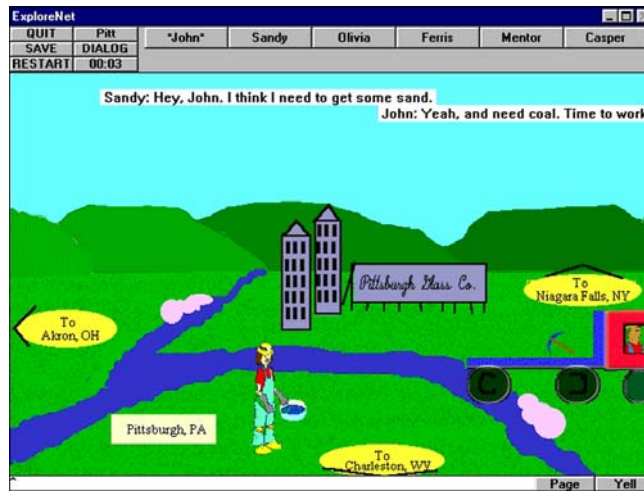 ExploreNet
QUIT Pitt "John" Sandy Olivia Ferris Mentor Casper
SAVE DIALOG
RESTART 00:03
Sandy: Hey, John. I think I need to get some sand.
John: Yeah, and need coal. Time to work
Pittsburgh Glass Co.
To
Niagara Falls, NY
To
Akron, OH
Pittsburgh, PA
To
Charleston, WV
Page Yell